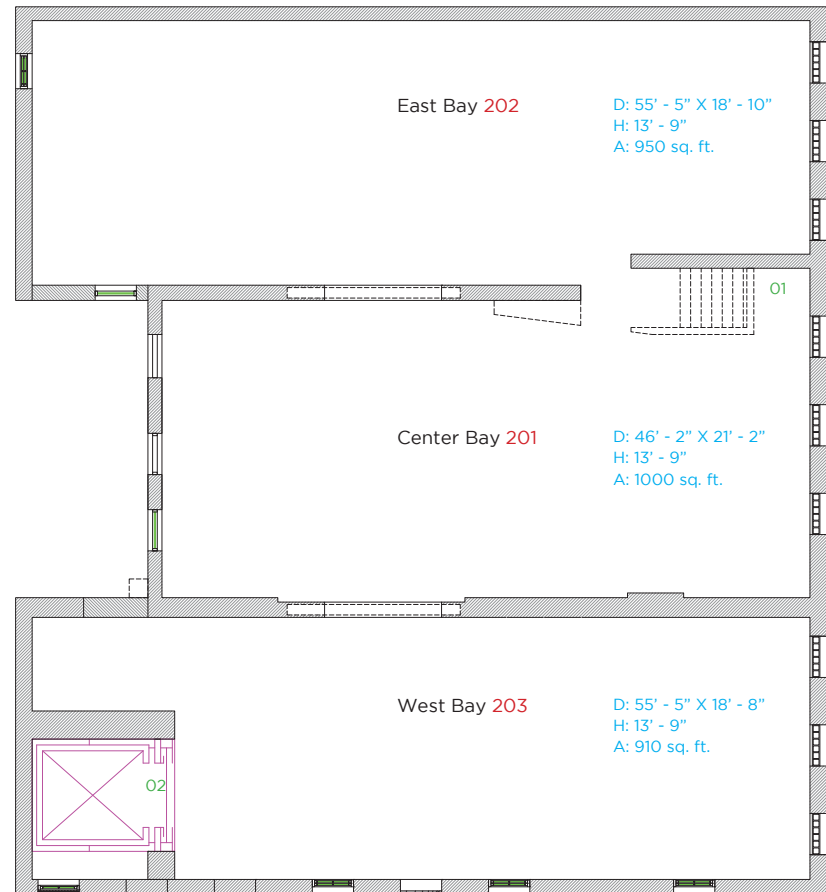 East Bay 202
D: 55’ - 5” X 18’ - 10”
H: 13’ - 9”
A: 950 sq. ft.
01
Center Bay 201
D: 46’ - 2” X 21’ - 2”
H: 13’ - 9”
A: 1000 sq. ft.
West Bay 203
D: 55’ - 5” X 18’ - 8”
H: 13’ - 9”
A: 910 sq. ft.
02